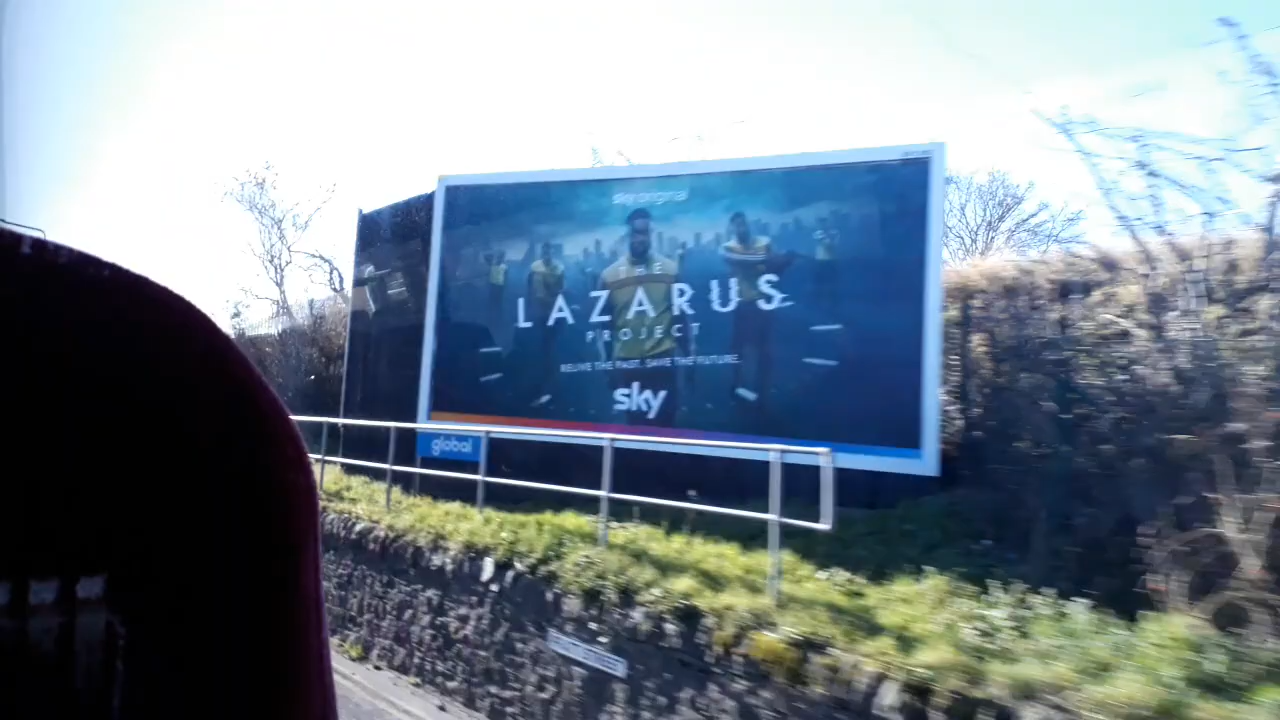 sky original
THE
LAZARUS
PROJECT
RELIVE THE PAST. SAVE THE FUTURE.
sky
global